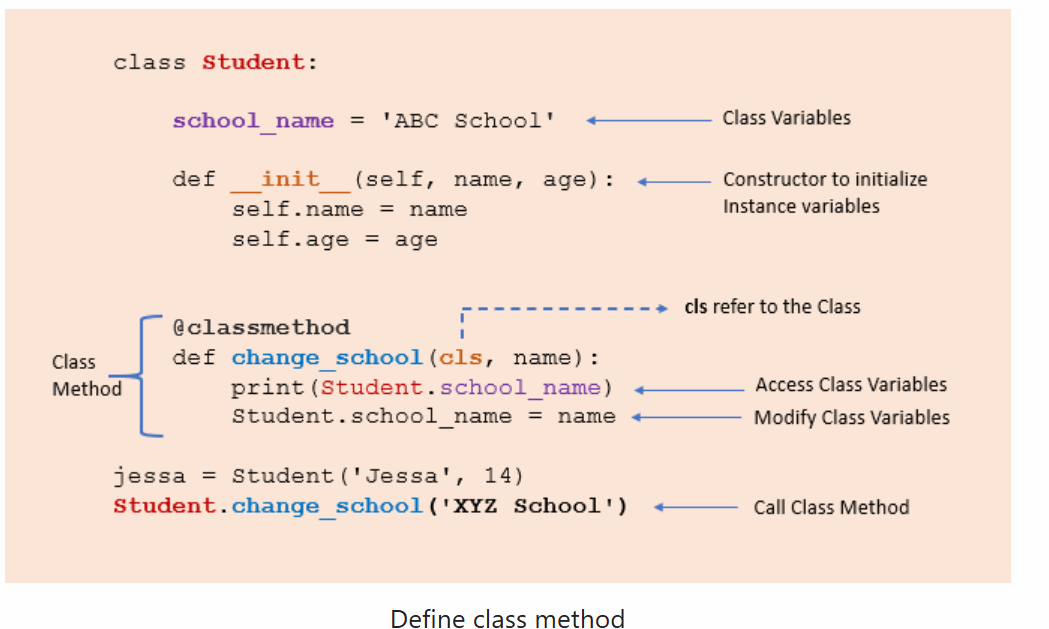 class Student:
school_name = 'ABC School'
Class Variables
def __init__(self, name, age):
Constructor to initialize
Instance variables
self.name = name
self.age = age
cls refer to the Class
@classmethod
Class
Method
def change_school(cls, name):
print(Student.school_name)
Access Class Variables
Student.school_name = name
Modify Class Variables
jessa = Student('Jessa', 14)
Student.change_school('XYZ School')
Call Class Method
Define class method